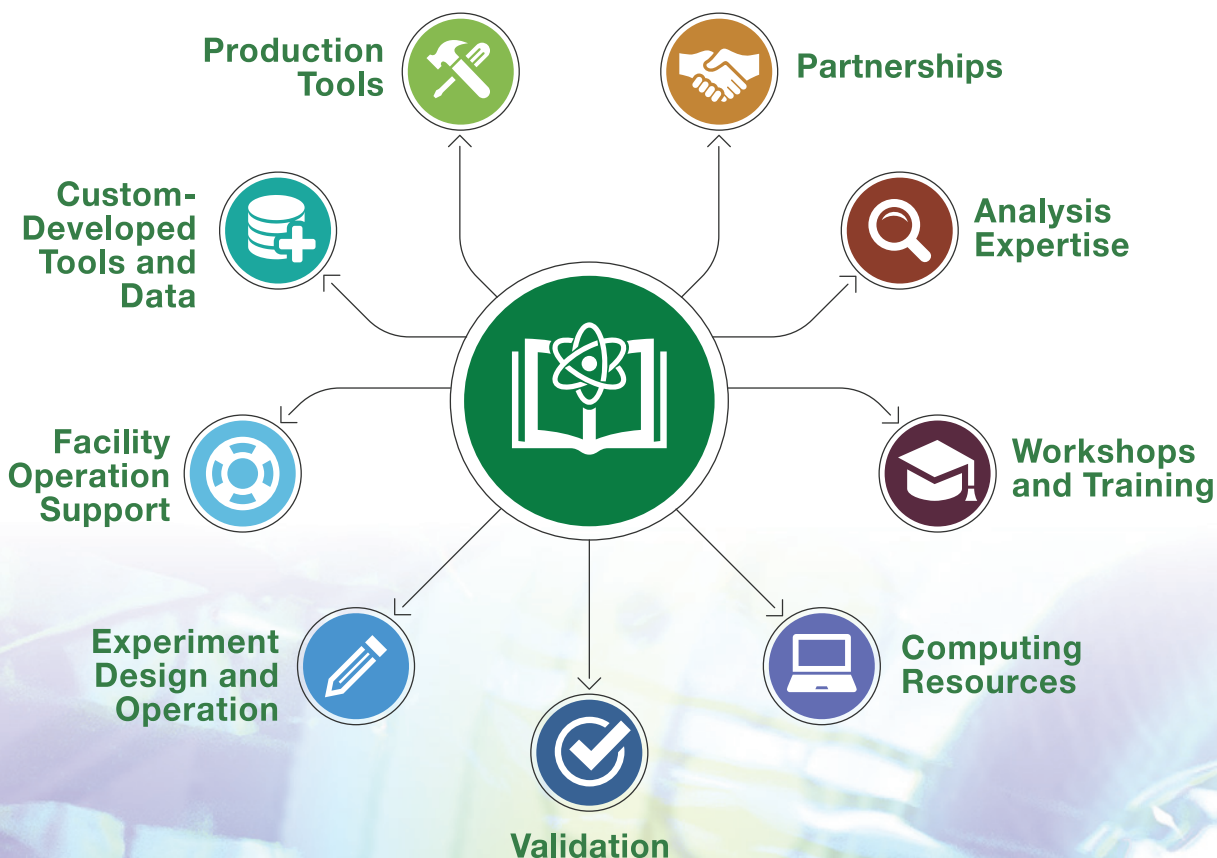 Production
Tools
Partnerships
Custom-
Developed
Tools and
Data
Analysis
Expertise
Facility
Operation
Support
Workshops
and Training
Experiment
Design and
Operation
Computing
Resources
Validation